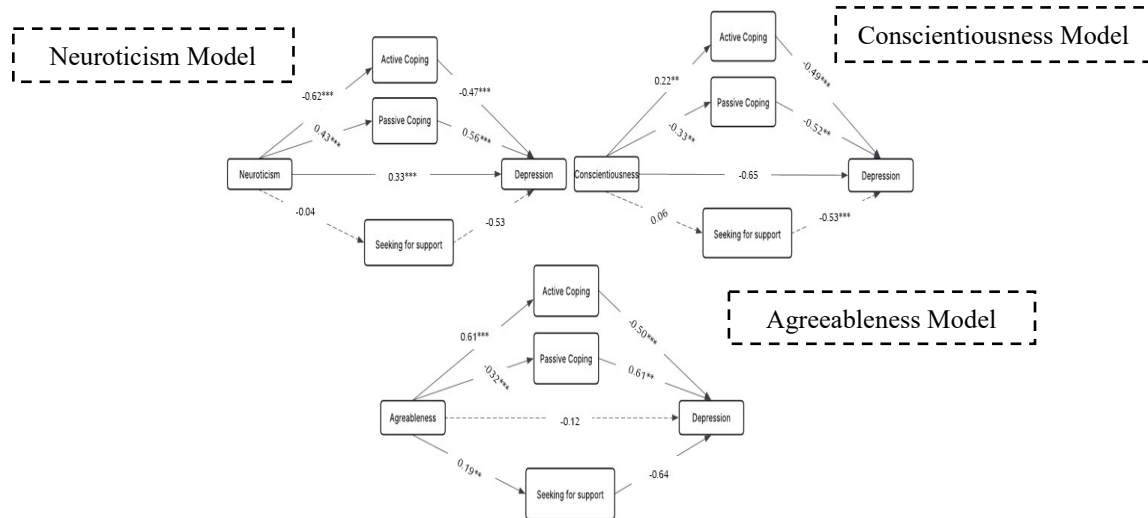 Neuroticism Model
Active Coping
-0.62***
-0.47***
Passive Coping
0.43***
0.56***
Neuroticism
0.33***
Depression
-0.04
-0.53
Seeking for support
Conscientiousness Model
Active Coping
0.22**
-0.49***
Passive Coping
-0.33**
-0.52**
Conscientiousness
-0.65
Depression
0.06
-0.53***
Seeking for support
Agreeableness Model
Active Coping
0.61***
-0.50***
Passive Coping
-032***
0.61**
Agreableness
-0.12
Depression
0.19**
-0.64
Seeking for support